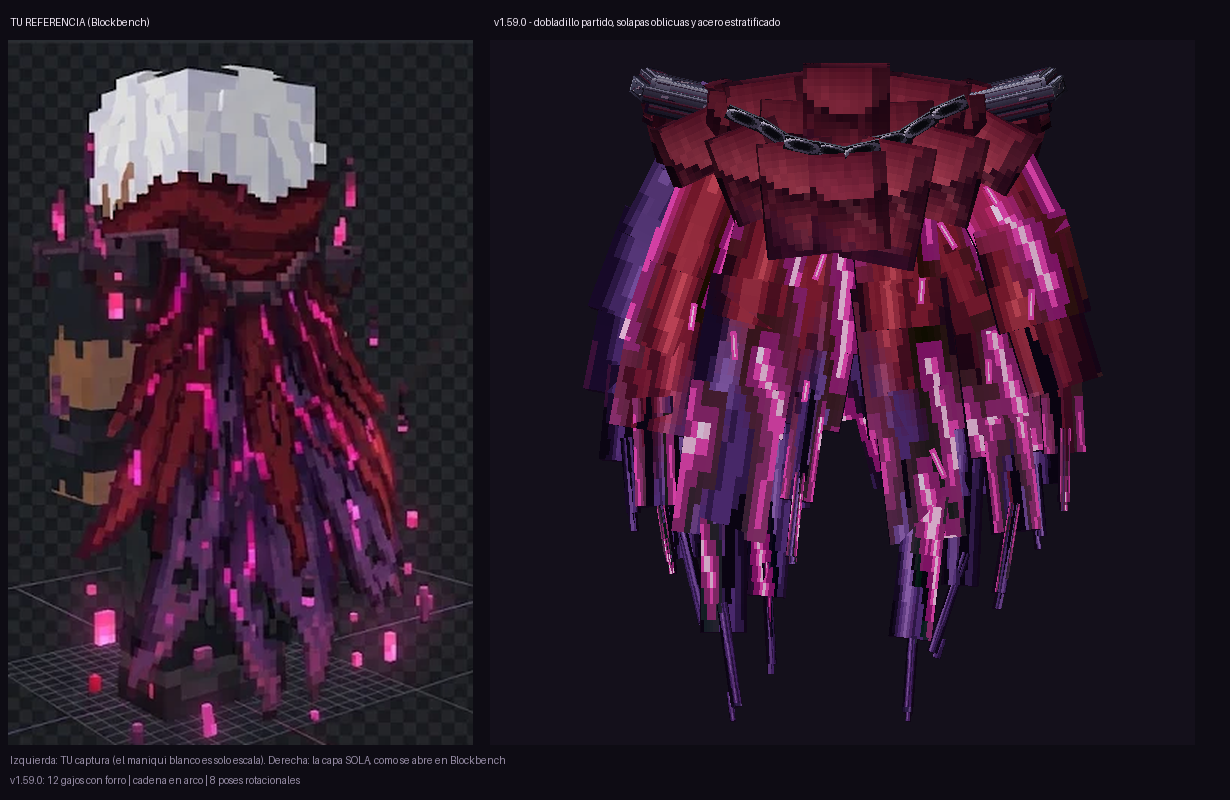 TU REFERENCIA (Blockbench)
v1.59.0 - dobladillo partido, solapas oblicuas y acero estratificado
Izquierda: TU captura (el maniqui blanco es solo escala). Derecha: la capa SOLA, como se abre en Blockbench
v1.59.0: 12 gajos con forro | cadena en arco | 8 poses rotacionales